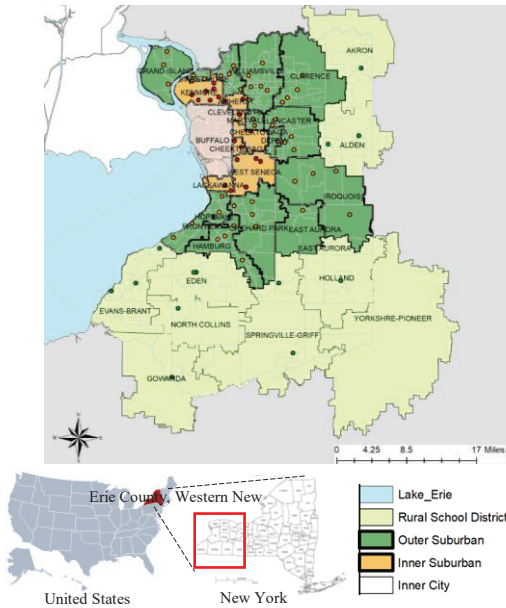 AKRON
GRAND ISLAND
WILLIAMSVILLE
CLARENCE
KENMORE
AMHERST
CLEVELAND HILL
LANCASTER
CHEEKTOWAGA
DEPEW
BUFFALO
CHEEKTOWAGA
ALDEN
WEST SENECA
LACKAWANNA
IROQUOIS
ORCHARD PARK
EAST AURORA
HAMBURG
EAST AURORA
HOLLAND
EDEN
EVANS-BRANT
NORTH COLLINS
YORKSHIRE-PIONEER
SPRINGVILLE-GRIFF
GOWANDA
N
W
E
S
0 4.25 8.5 17 Miles
Erie County, Western New
United States
New York
Lake_Erie
Rural School District
Outer Suburban
Inner Suburban
Inner City